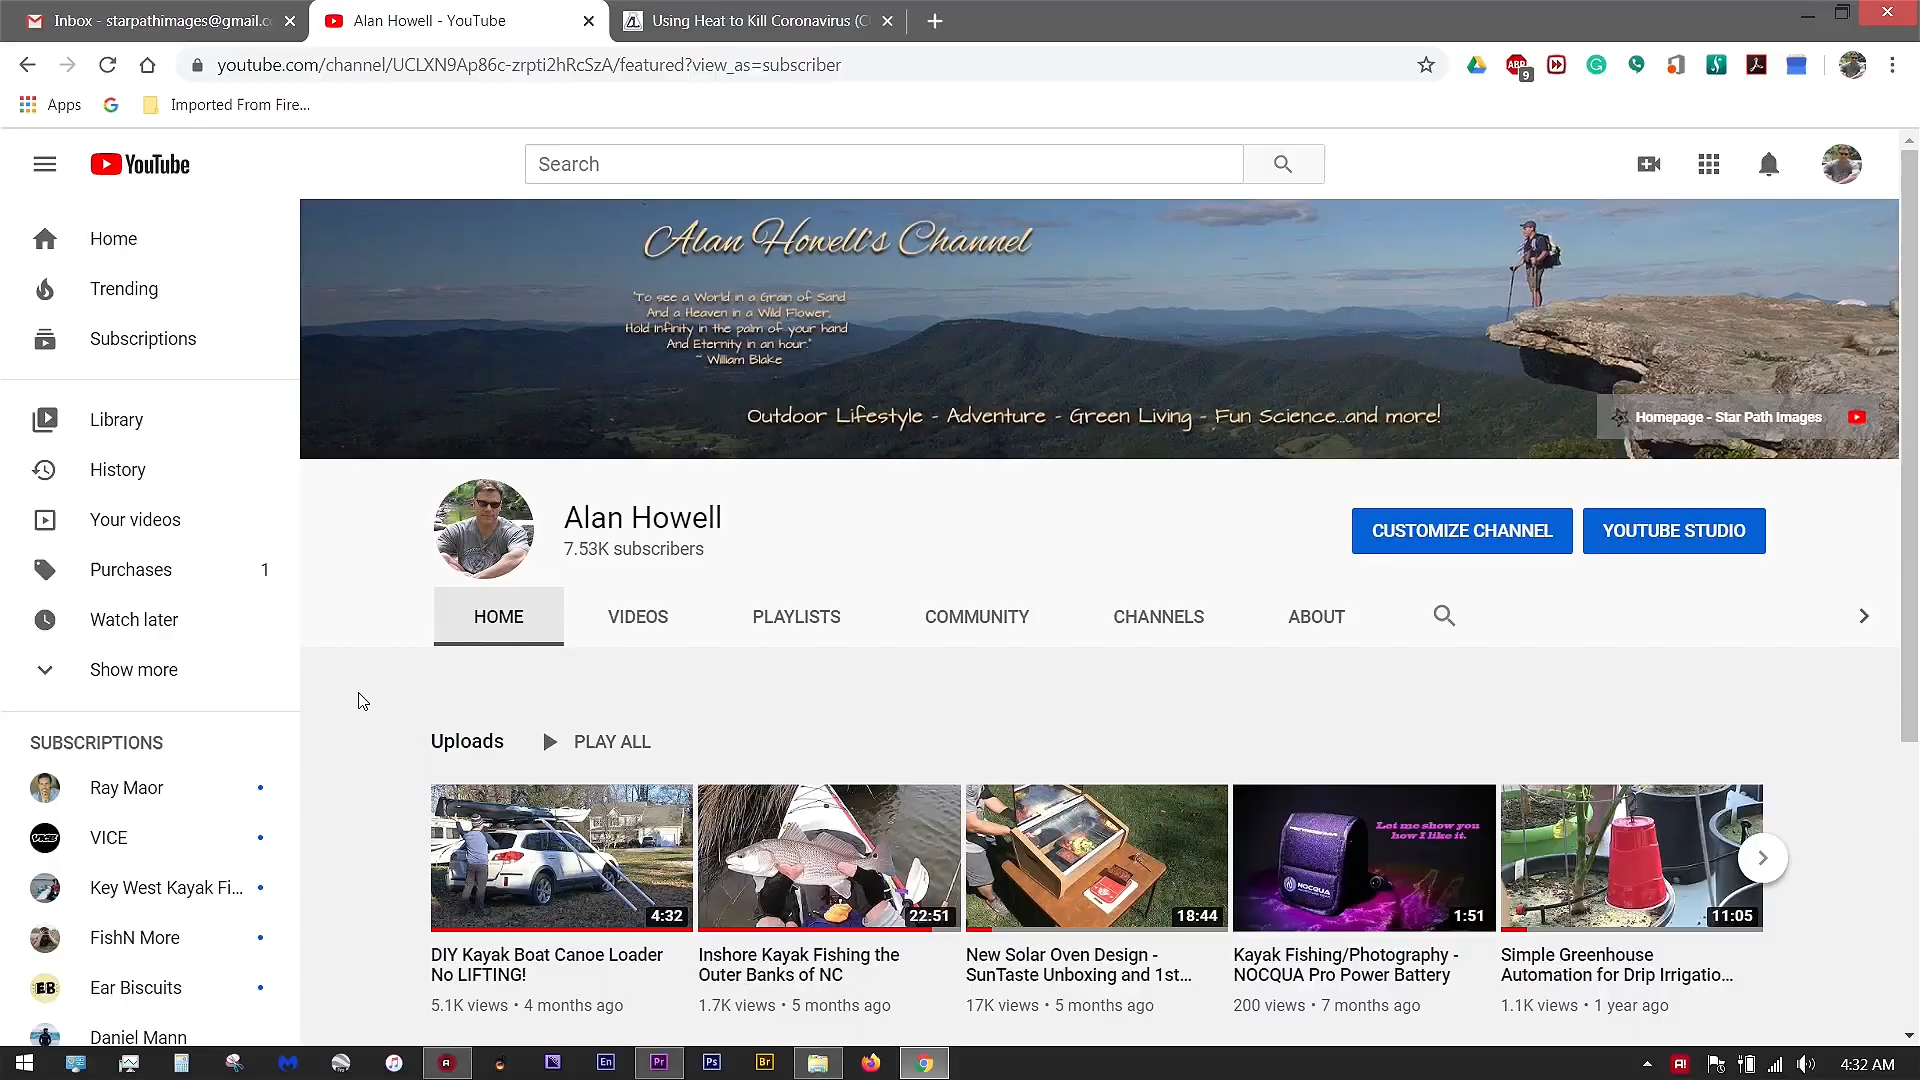 Inbox - starpathimages@gmail.c
Alan Howell - YouTube
Using Heat to Kill Coronavirus (C
youtube.com/channel/UCLXN9Ap86c-zrpti2hRcSzA/featured?view_as=subscriber
ABP
9
Apps
Imported From Fire...
YouTube
Search
Home
Trending
Subscriptions
Library
History
Your videos
Purchases 1
Watch later
Show more
SUBSCRIPTIONS
Ray Maor
VICE
Key West Kayak Fi...
FishN More
EB
Ear Biscuits
Daniel Mann
Alan Howell's Channel
"To see a World in a Grain of Sand
And a Heaven in a Wild Flower,
Hold Infinity in the palm of your hand
And Eternity in an hour."
~ William Blake
Outdoor Lifestyle - Adventure - Green Living - Fun Science...and more!
Homepage - Star Path Images
Alan Howell
7.53K subscribers
CUSTOMIZE CHANNEL
YOUTUBE STUDIO
HOME
VIDEOS
PLAYLISTS
COMMUNITY
CHANNELS
ABOUT
Uploads
PLAY ALL
4:32
DIY Kayak Boat Canoe Loader
No LIFTING!
5.1K views • 4 months ago
22:51
Inshore Kayak Fishing the
Outer Banks of NC
1.7K views • 5 months ago
18:44
New Solar Oven Design -
SunTaste Unboxing and 1st...
17K views • 5 months ago
Let me show you
how I like it.
NOCQUA
1:51
Kayak Fishing/Photography -
NOCQUA Pro Power Battery
200 views • 7 months ago
11:05
Simple Greenhouse
Automation for Drip Irrigatio...
1.1K views • 1 year ago
En
Pr
Ps
Br
4:32 AM